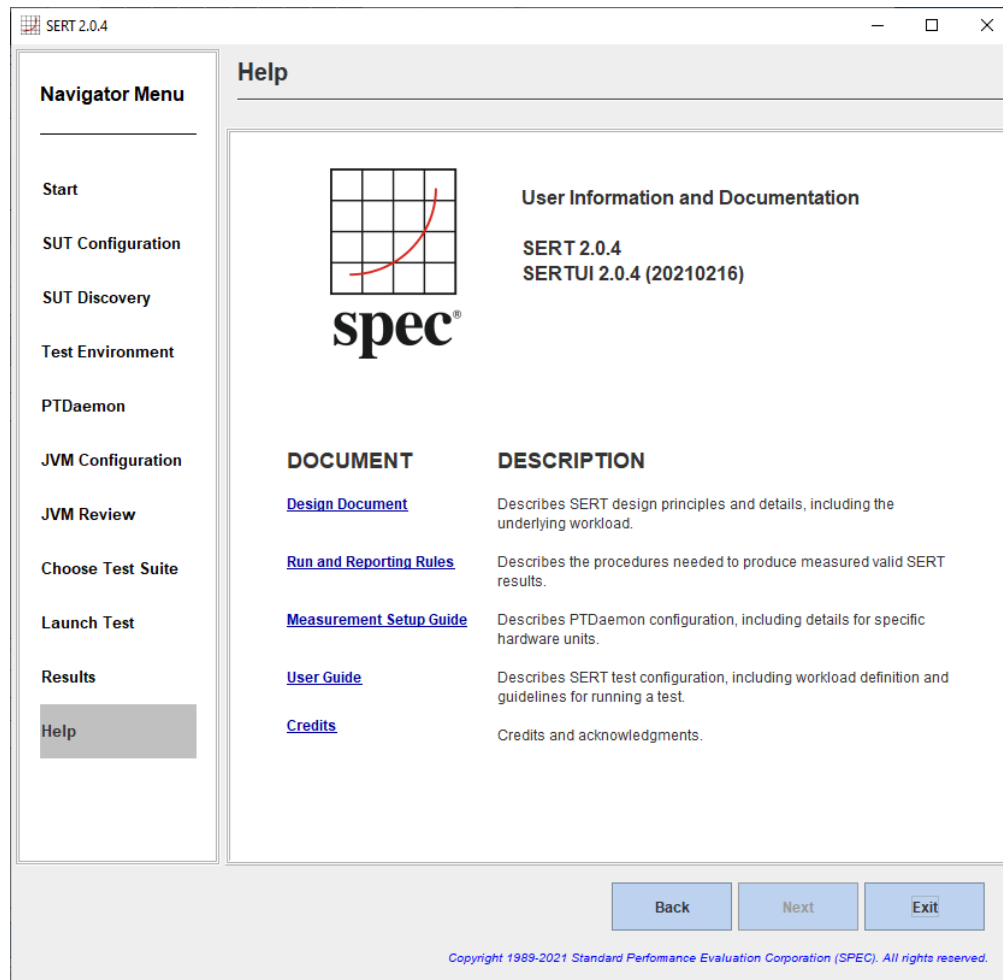 SERT 2.0.4
Navigator Menu
Start
SUT Configuration
SUT Discovery
Test Environment
PTDaemon
JVM Configuration
JVM Review
Choose Test Suite
Launch Test
Results
Help
Help
spec®
User Information and Documentation
SERT 2.0.4
SERTUI 2.0.4 (20210216)
DOCUMENT DESCRIPTION
Design Document Describes SERT design principles and details, including the
underlying workload.
Run and Reporting Rules Describes the procedures needed to produce measured valid SERT
results.
Measurement Setup Guide Describes PTDaemon configuration, including details for specific
hardware units.
User Guide Describes SERT test configuration, including workload definition and
guidelines for running a test.
Credits Credits and acknowledgments.
Back Next Exit
Copyright 1989-2021 Standard Performance Evaluation Corporation (SPEC). All rights reserved.